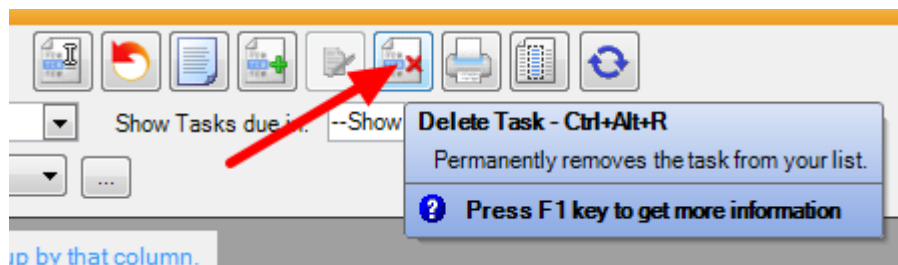 Show Tasks due in: --Show
Delete Task - Ctrl+Alt+R
Permanently removes the task from your list.
...
Press F1 key to get more information
up by that column.